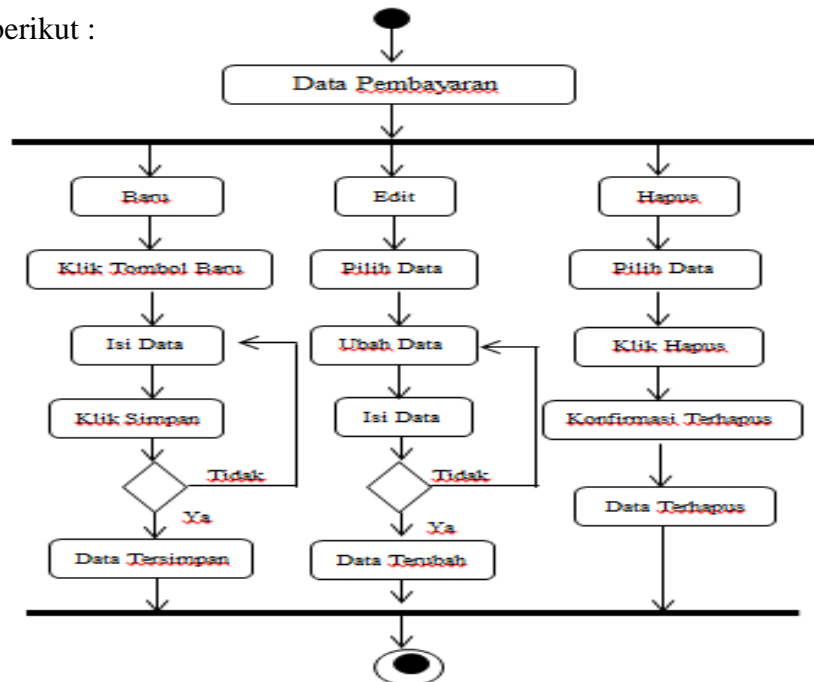 berikut :
Data Pembayaran
Baru
Edit
Hapus
Klik Tombol Baru
Pilih Data
Pilih Data
Isi Data
Ubah Data
Klik Hapus
Klik Simpan
Isi Data
Konfirmasi Terhapus
Tidak
Tidak
Data Terhapus
Ya
Ya
Data Tersimpan
Data Terubah